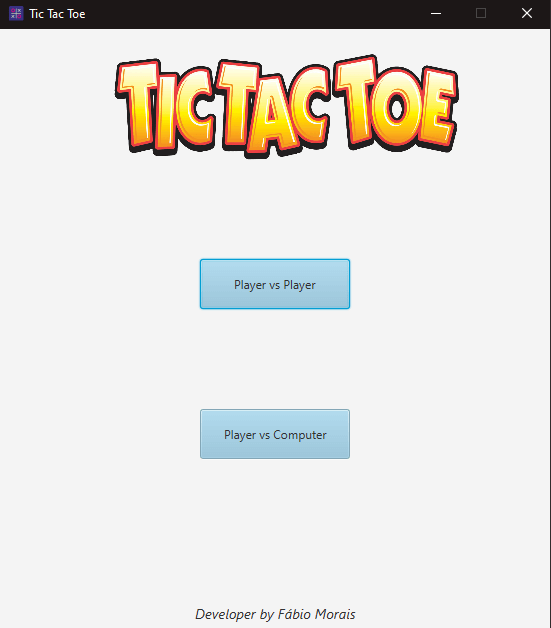 Tic Tac Toe
TIC TAC TOE
Player vs Player
Player vs Computer
Developer by Fábio Morais